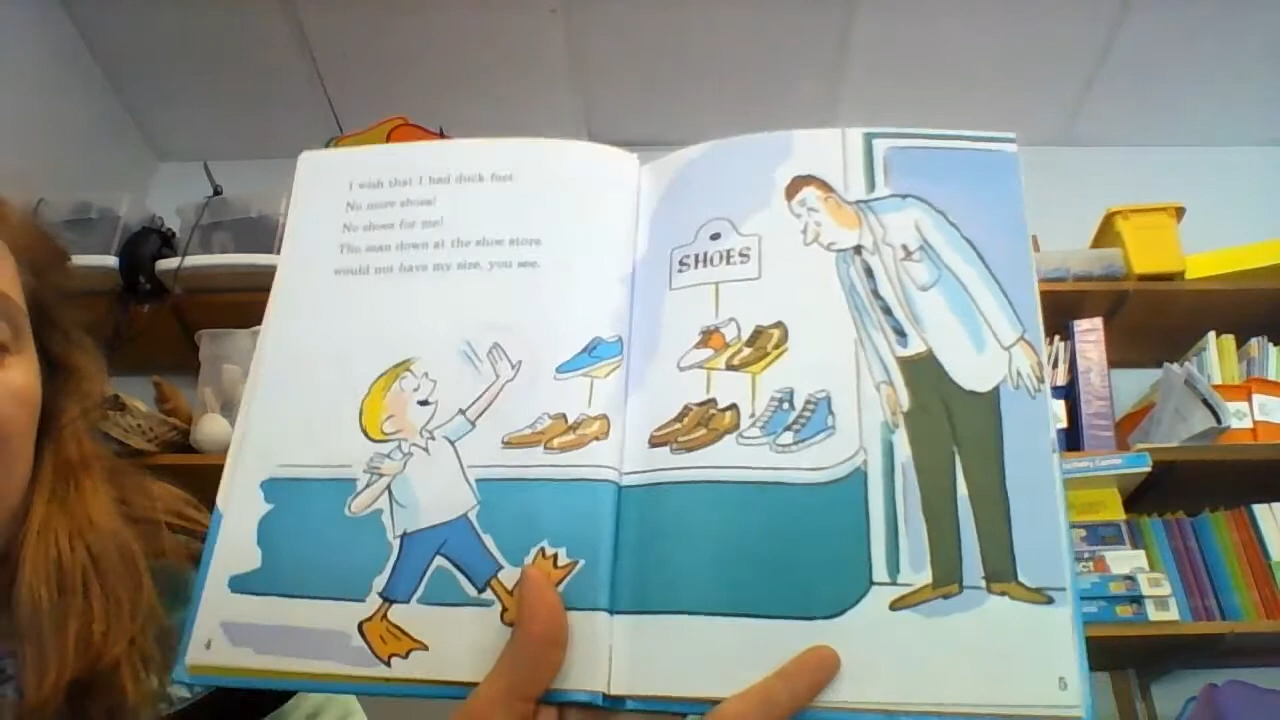 I wish that I had duck feet.
No more shoes!
No shoes for me!
The man down at the shoe store
would not have my size, you see.
SHOES
4
5